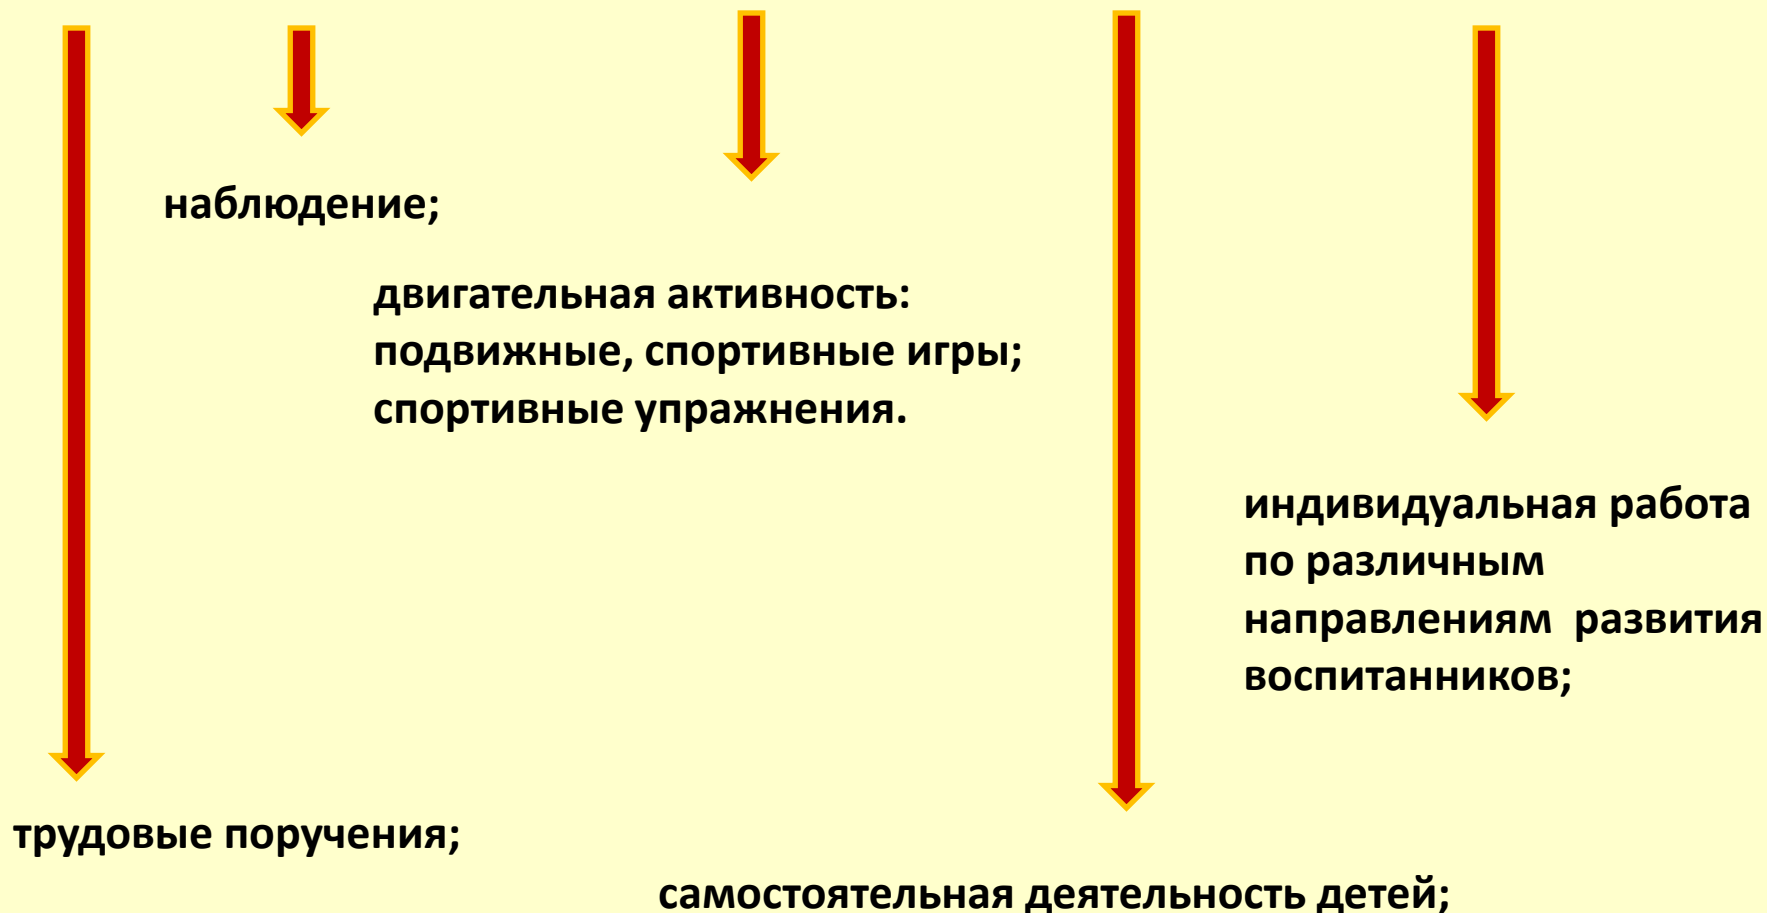 наблюдение;
двигательная активность:
подвижные, спортивные игры;
спортивные упражнения.
индивидуальная работа
по различным
направлениям развития
воспитанников;
трудовые поручения;
самостоятельная деятельность детей;